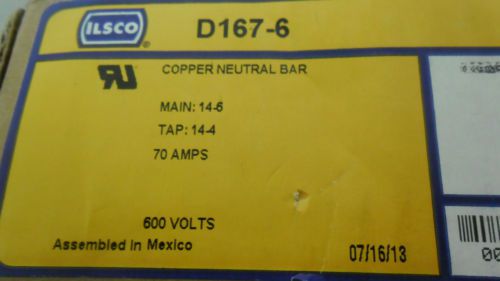 ILSCO
D167-6
COPPER NEUTRAL BAR
MAIN: 14-6
TAP: 14-4
70 AMPS
600 VOLTS
Assembled in Mexico
07/16/13
00